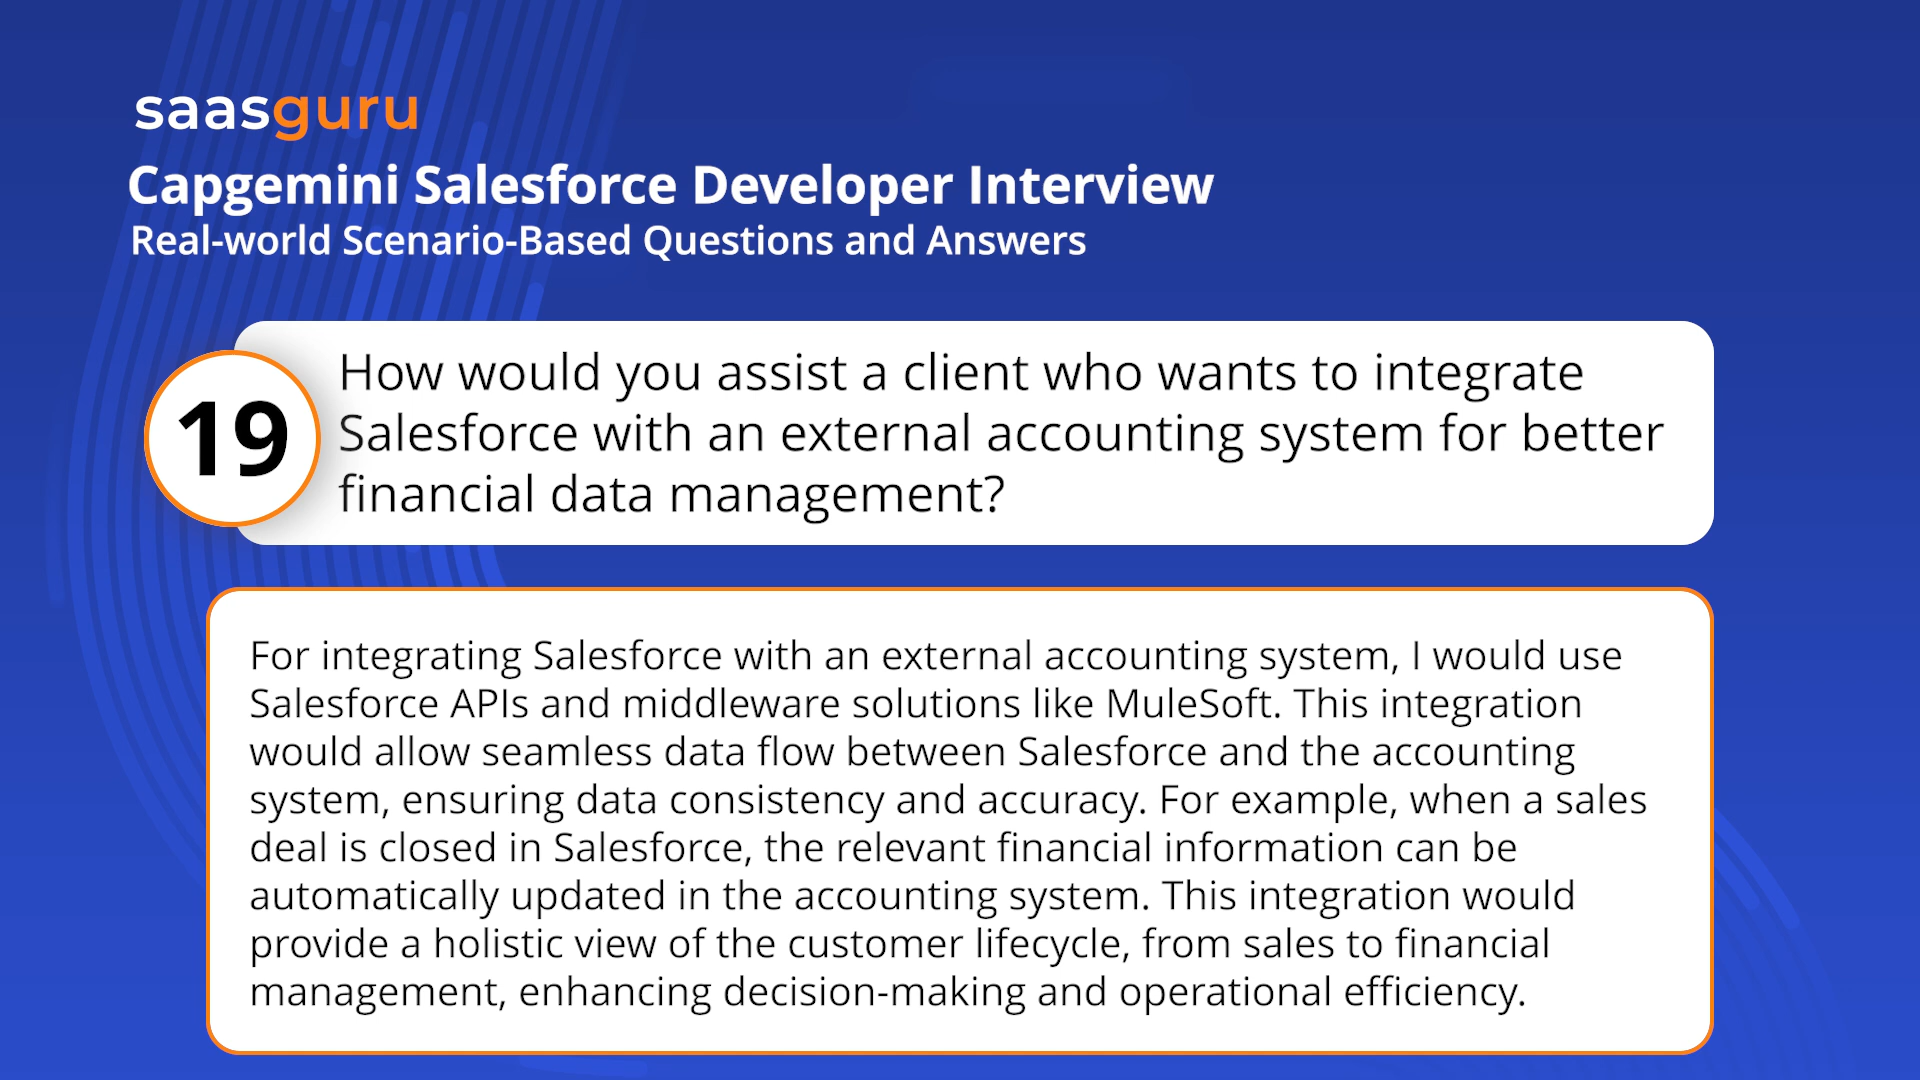 saasguru
Capgemini Salesforce Developer Interview
Real-world Scenario-Based Questions and Answers
19
How would you assist a client who wants to integrate
Salesforce with an external accounting system for better
financial data management?
For integrating Salesforce with an external accounting system, I would use
Salesforce APIs and middleware solutions like MuleSoft. This integration
would allow seamless data flow between Salesforce and the accounting
system, ensuring data consistency and accuracy. For example, when a sales
deal is closed in Salesforce, the relevant financial information can be
automatically updated in the accounting system. This integration would
provide a holistic view of the customer lifecycle, from sales to financial
management, enhancing decision-making and operational efficiency.